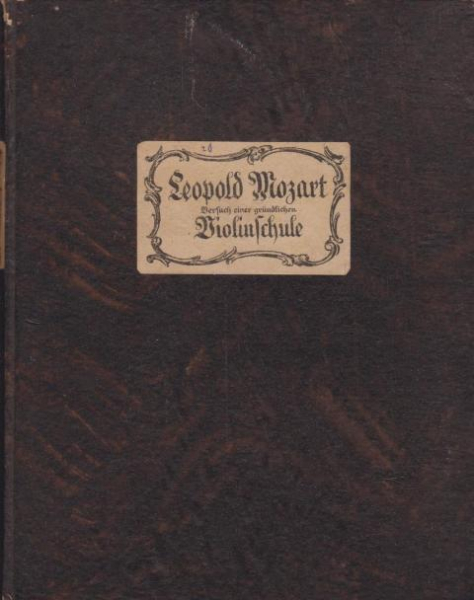 Leopold Mozart
Versuch einer gründlichen
Violinschule